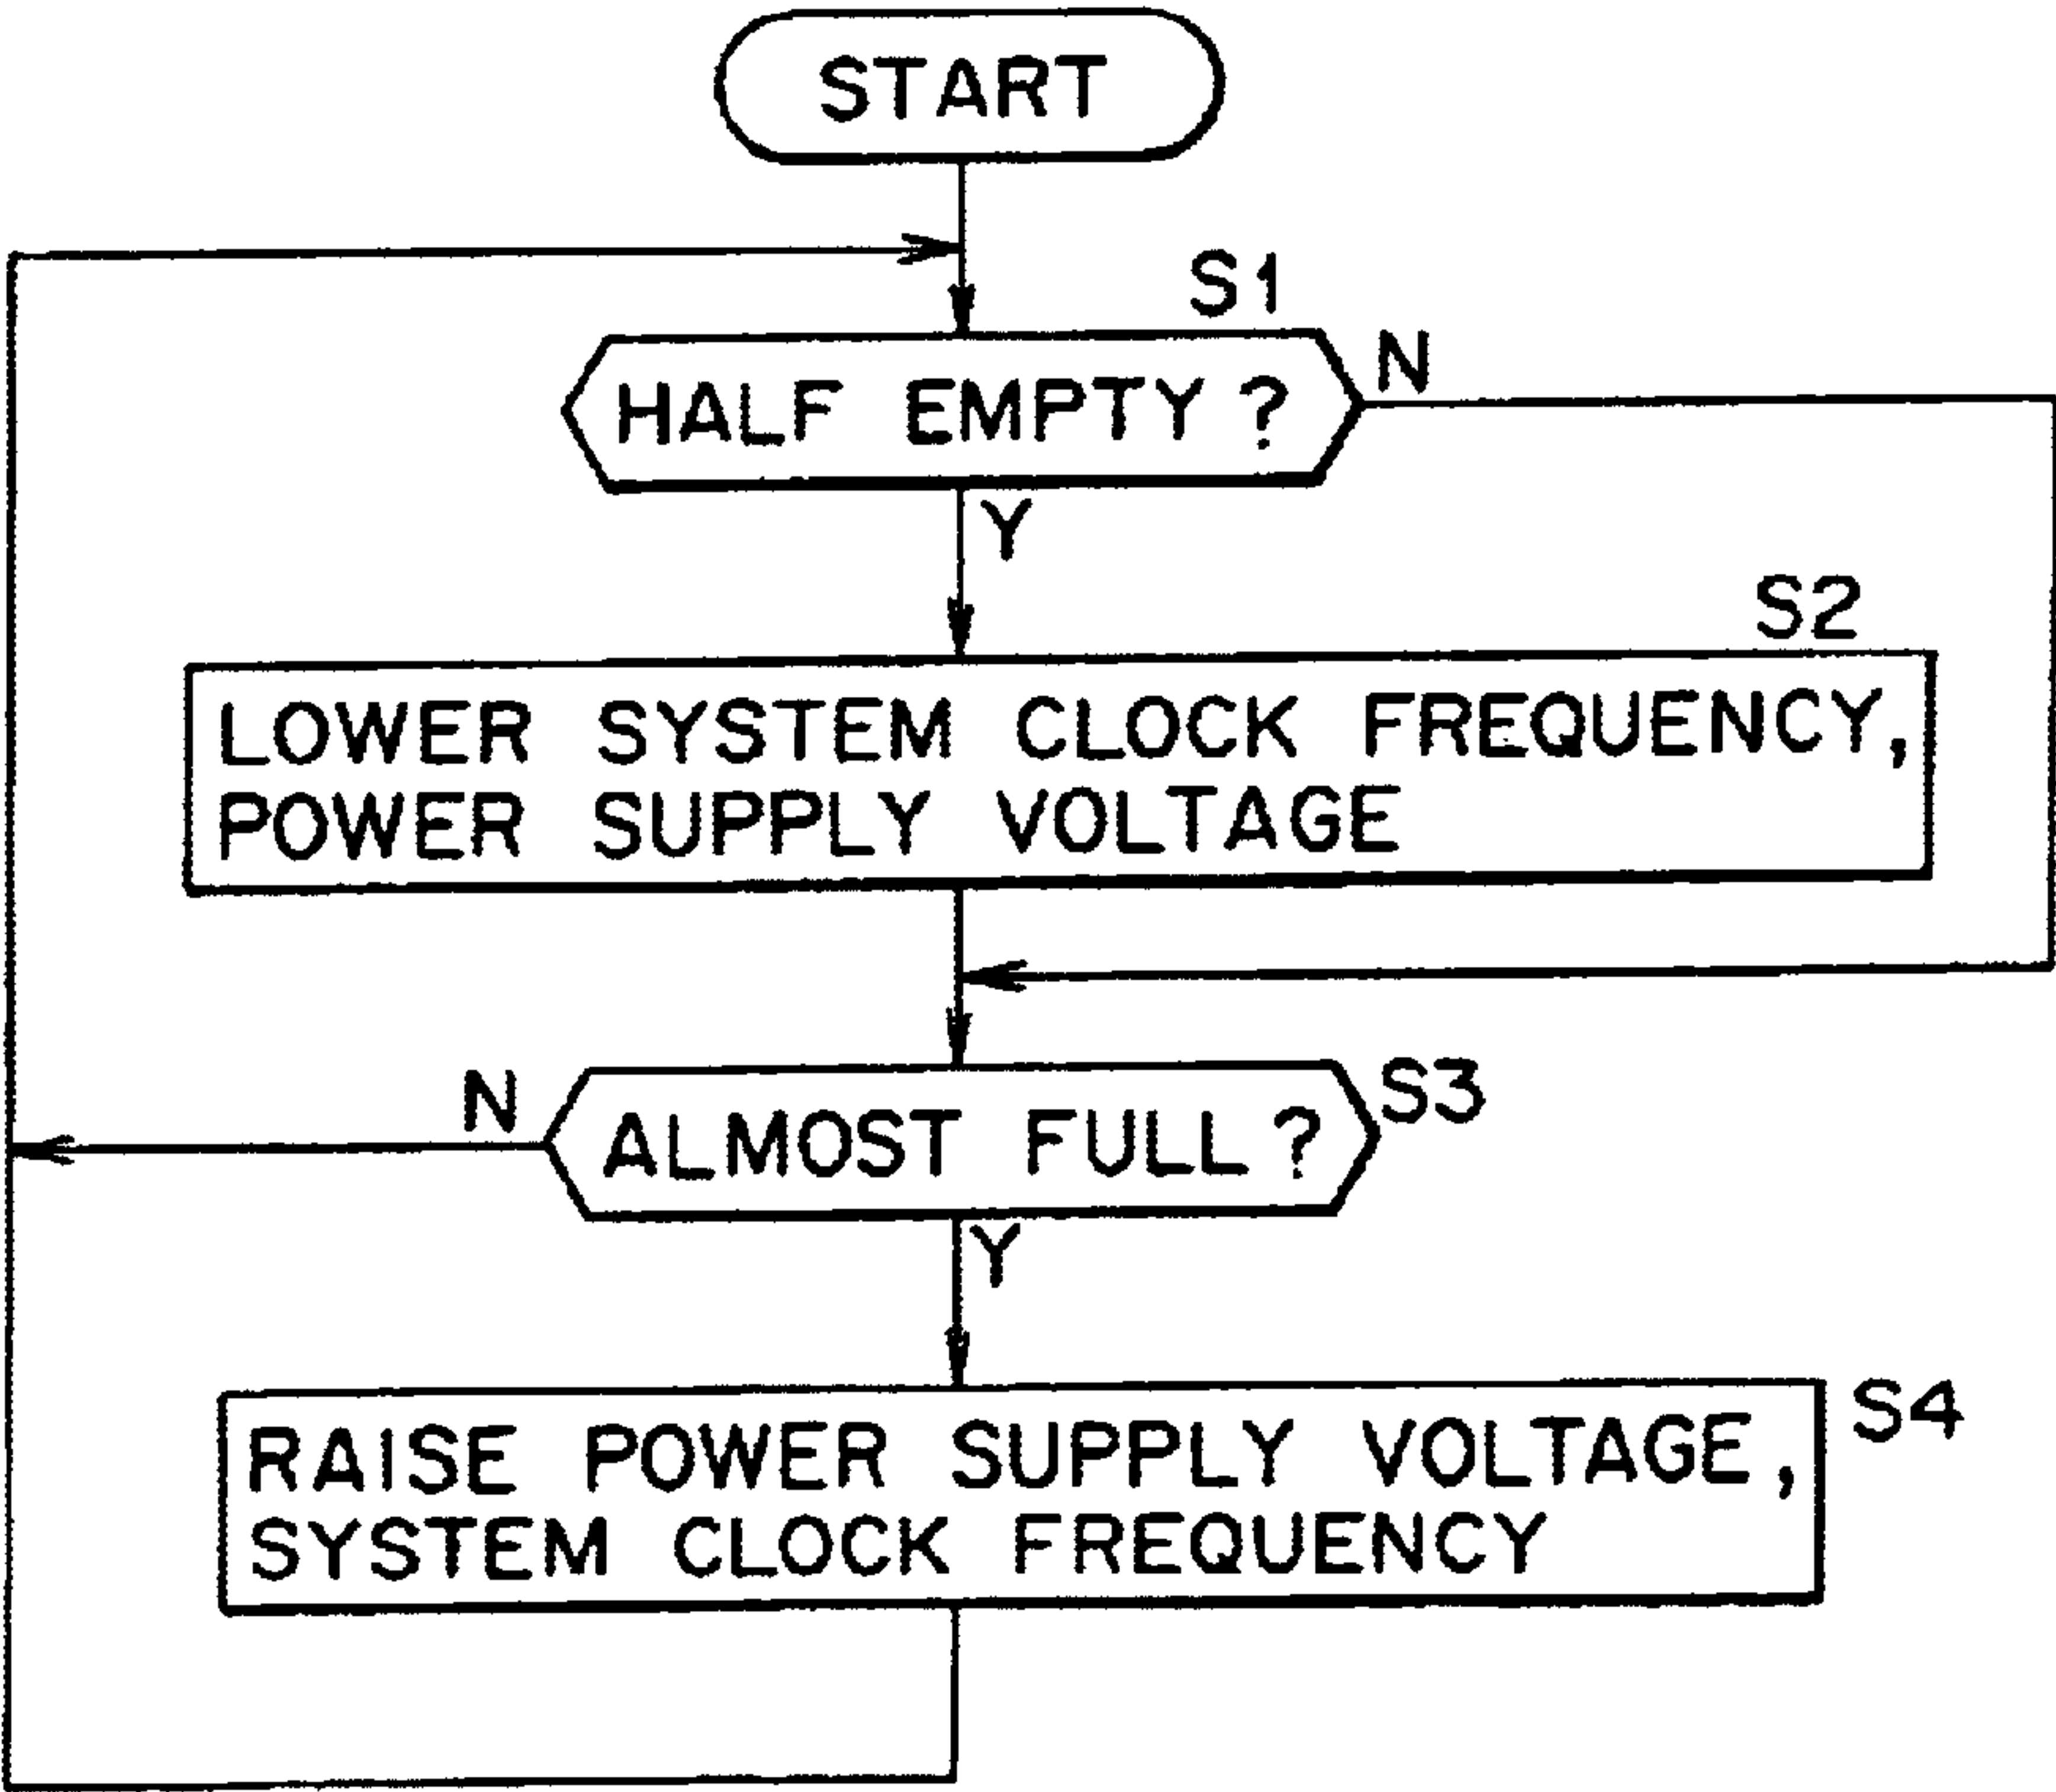 START
S1
HALF EMPTY ?
N
Y
S2
LOWER SYSTEM CLOCK FREQUENCY,
POWER SUPPLY VOLTAGE
N
ALMOST FULL ?
S3
Y
RAISE POWER SUPPLY VOLTAGE,
SYSTEM CLOCK FREQUENCY
S4